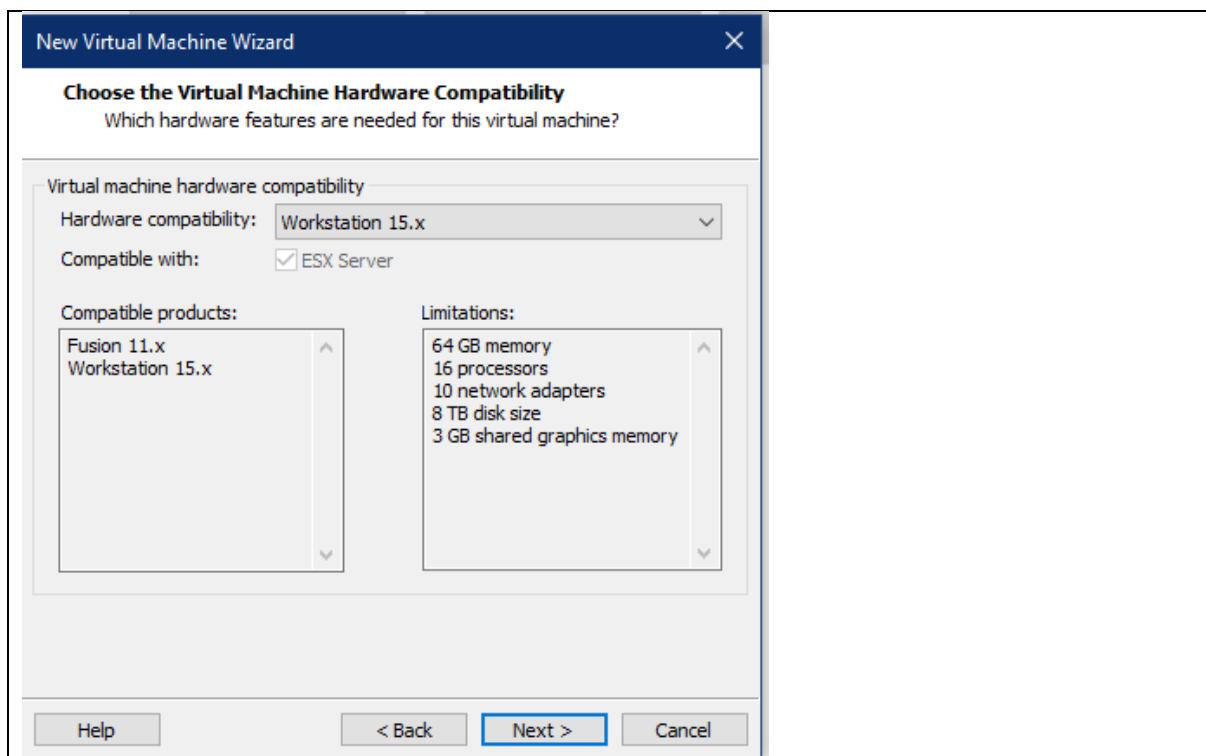 New Virtual Machine Wizard
Choose the Virtual Machine Hardware Compatibility
Which hardware features are needed for this virtual machine?
Virtual machine hardware compatibility
Hardware compatibility: Workstation 15.x
Compatible with: ESX Server
Compatible products:
Fusion 11.x
Workstation 15.x
Limitations:
64 GB memory
16 processors
10 network adapters
8 TB disk size
3 GB shared graphics memory
Help < Back Next > Cancel